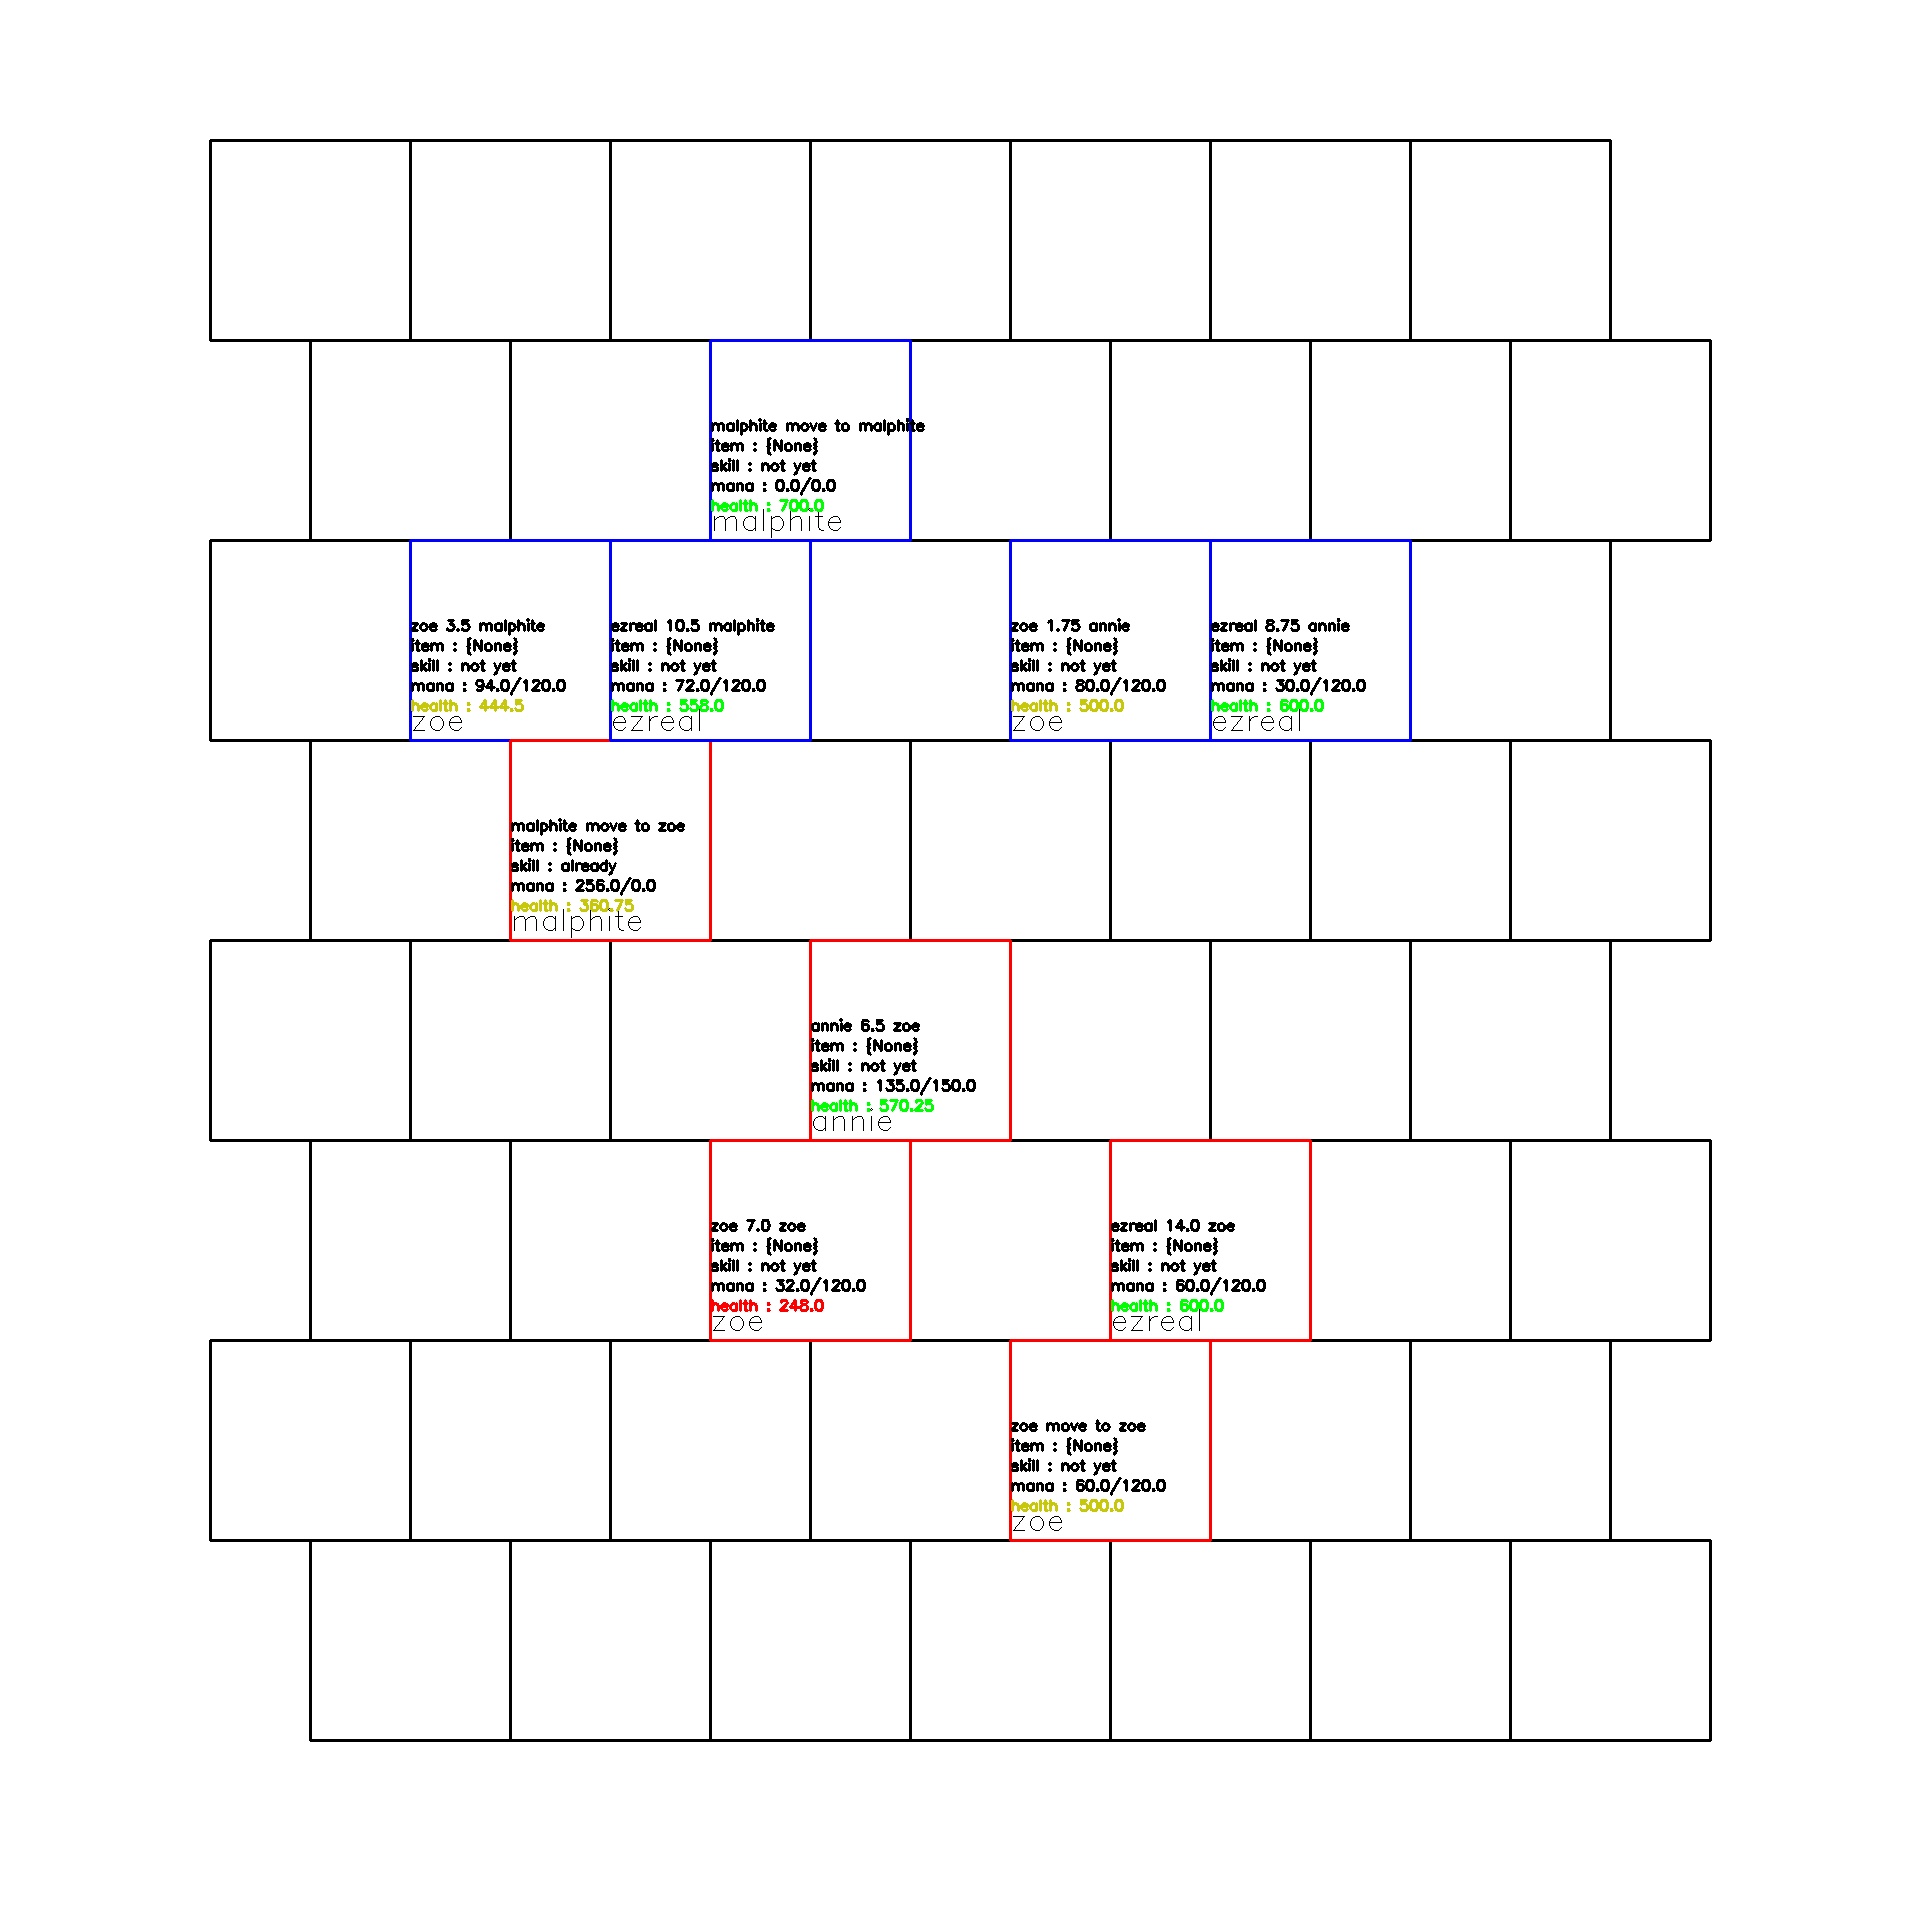 malphite move to malphite
item : {None}
skill : not yet
mana : 0.0/0.0
health : 700.0
malphite
zoe 3.5 malphite
item : {None}
skill : not yet
mana : 94.0/120.0
health : 444.5
zoe
ezreal 10.5 malphite
item : {None}
skill : not yet
mana : 72.0/120.0
health : 558.0
ezreal
zoe 1.75 annie
item : {None}
skill : not yet
mana : 80.0/120.0
health : 500.0
zoe
ezreal 8.75 annie
item : {None}
skill : not yet
mana : 30.0/120.0
health : 600.0
ezreal
malphite move to zoe
item : {None}
skill : already
mana : 256.0/0.0
health : 360.75
malphite
annie 6.5 zoe
item : {None}
skill : not yet
mana : 135.0/150.0
health : 570.25
annie
zoe 7.0 zoe
item : {None}
skill : not yet
mana : 32.0/120.0
health : 248.0
zoe
ezreal 14.0 zoe
item : {None}
skill : not yet
mana : 60.0/120.0
health : 600.0
ezreal
zoe move to zoe
item : {None}
skill : not yet
mana : 60.0/120.0
health : 500.0
zoe